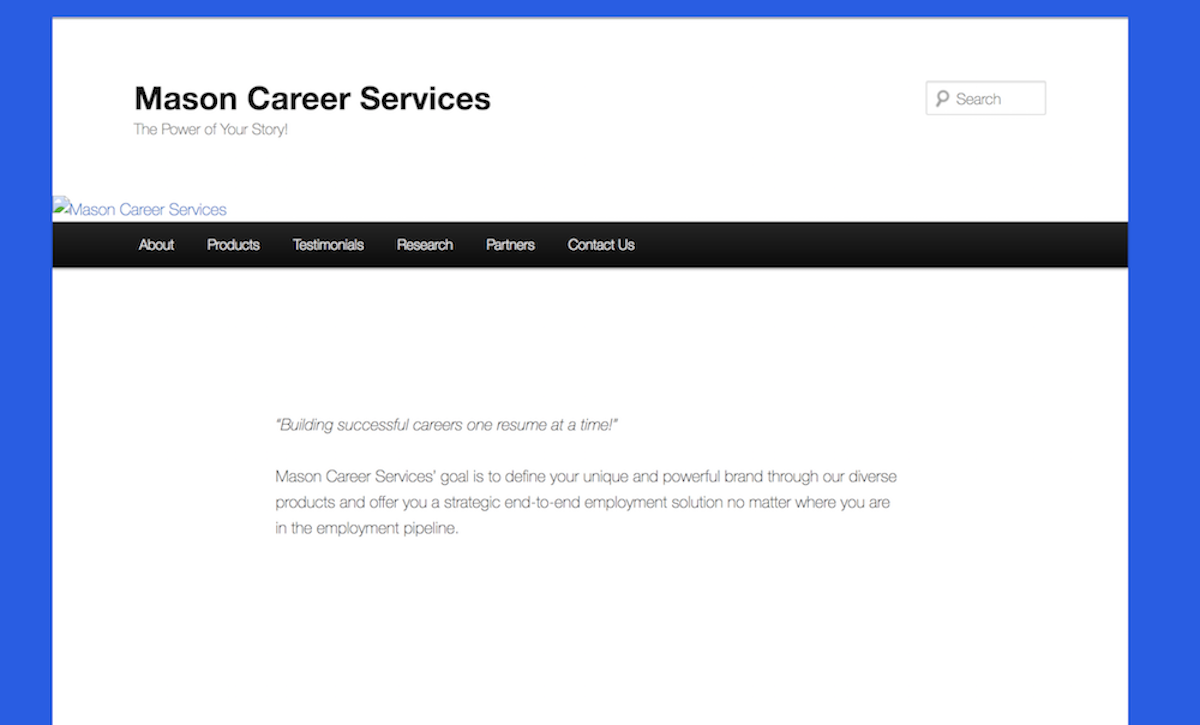 Mason Career Services
Search
The Power of Your Story!
Mason Career Services
About Products Testimonials Research Partners Contact Us
“Building successful careers one resume at a time!”
Mason Career Services’ goal is to define your unique and powerful brand through our diverse
products and offer you a strategic end-to-end employment solution no matter where you are
in the employment pipeline.